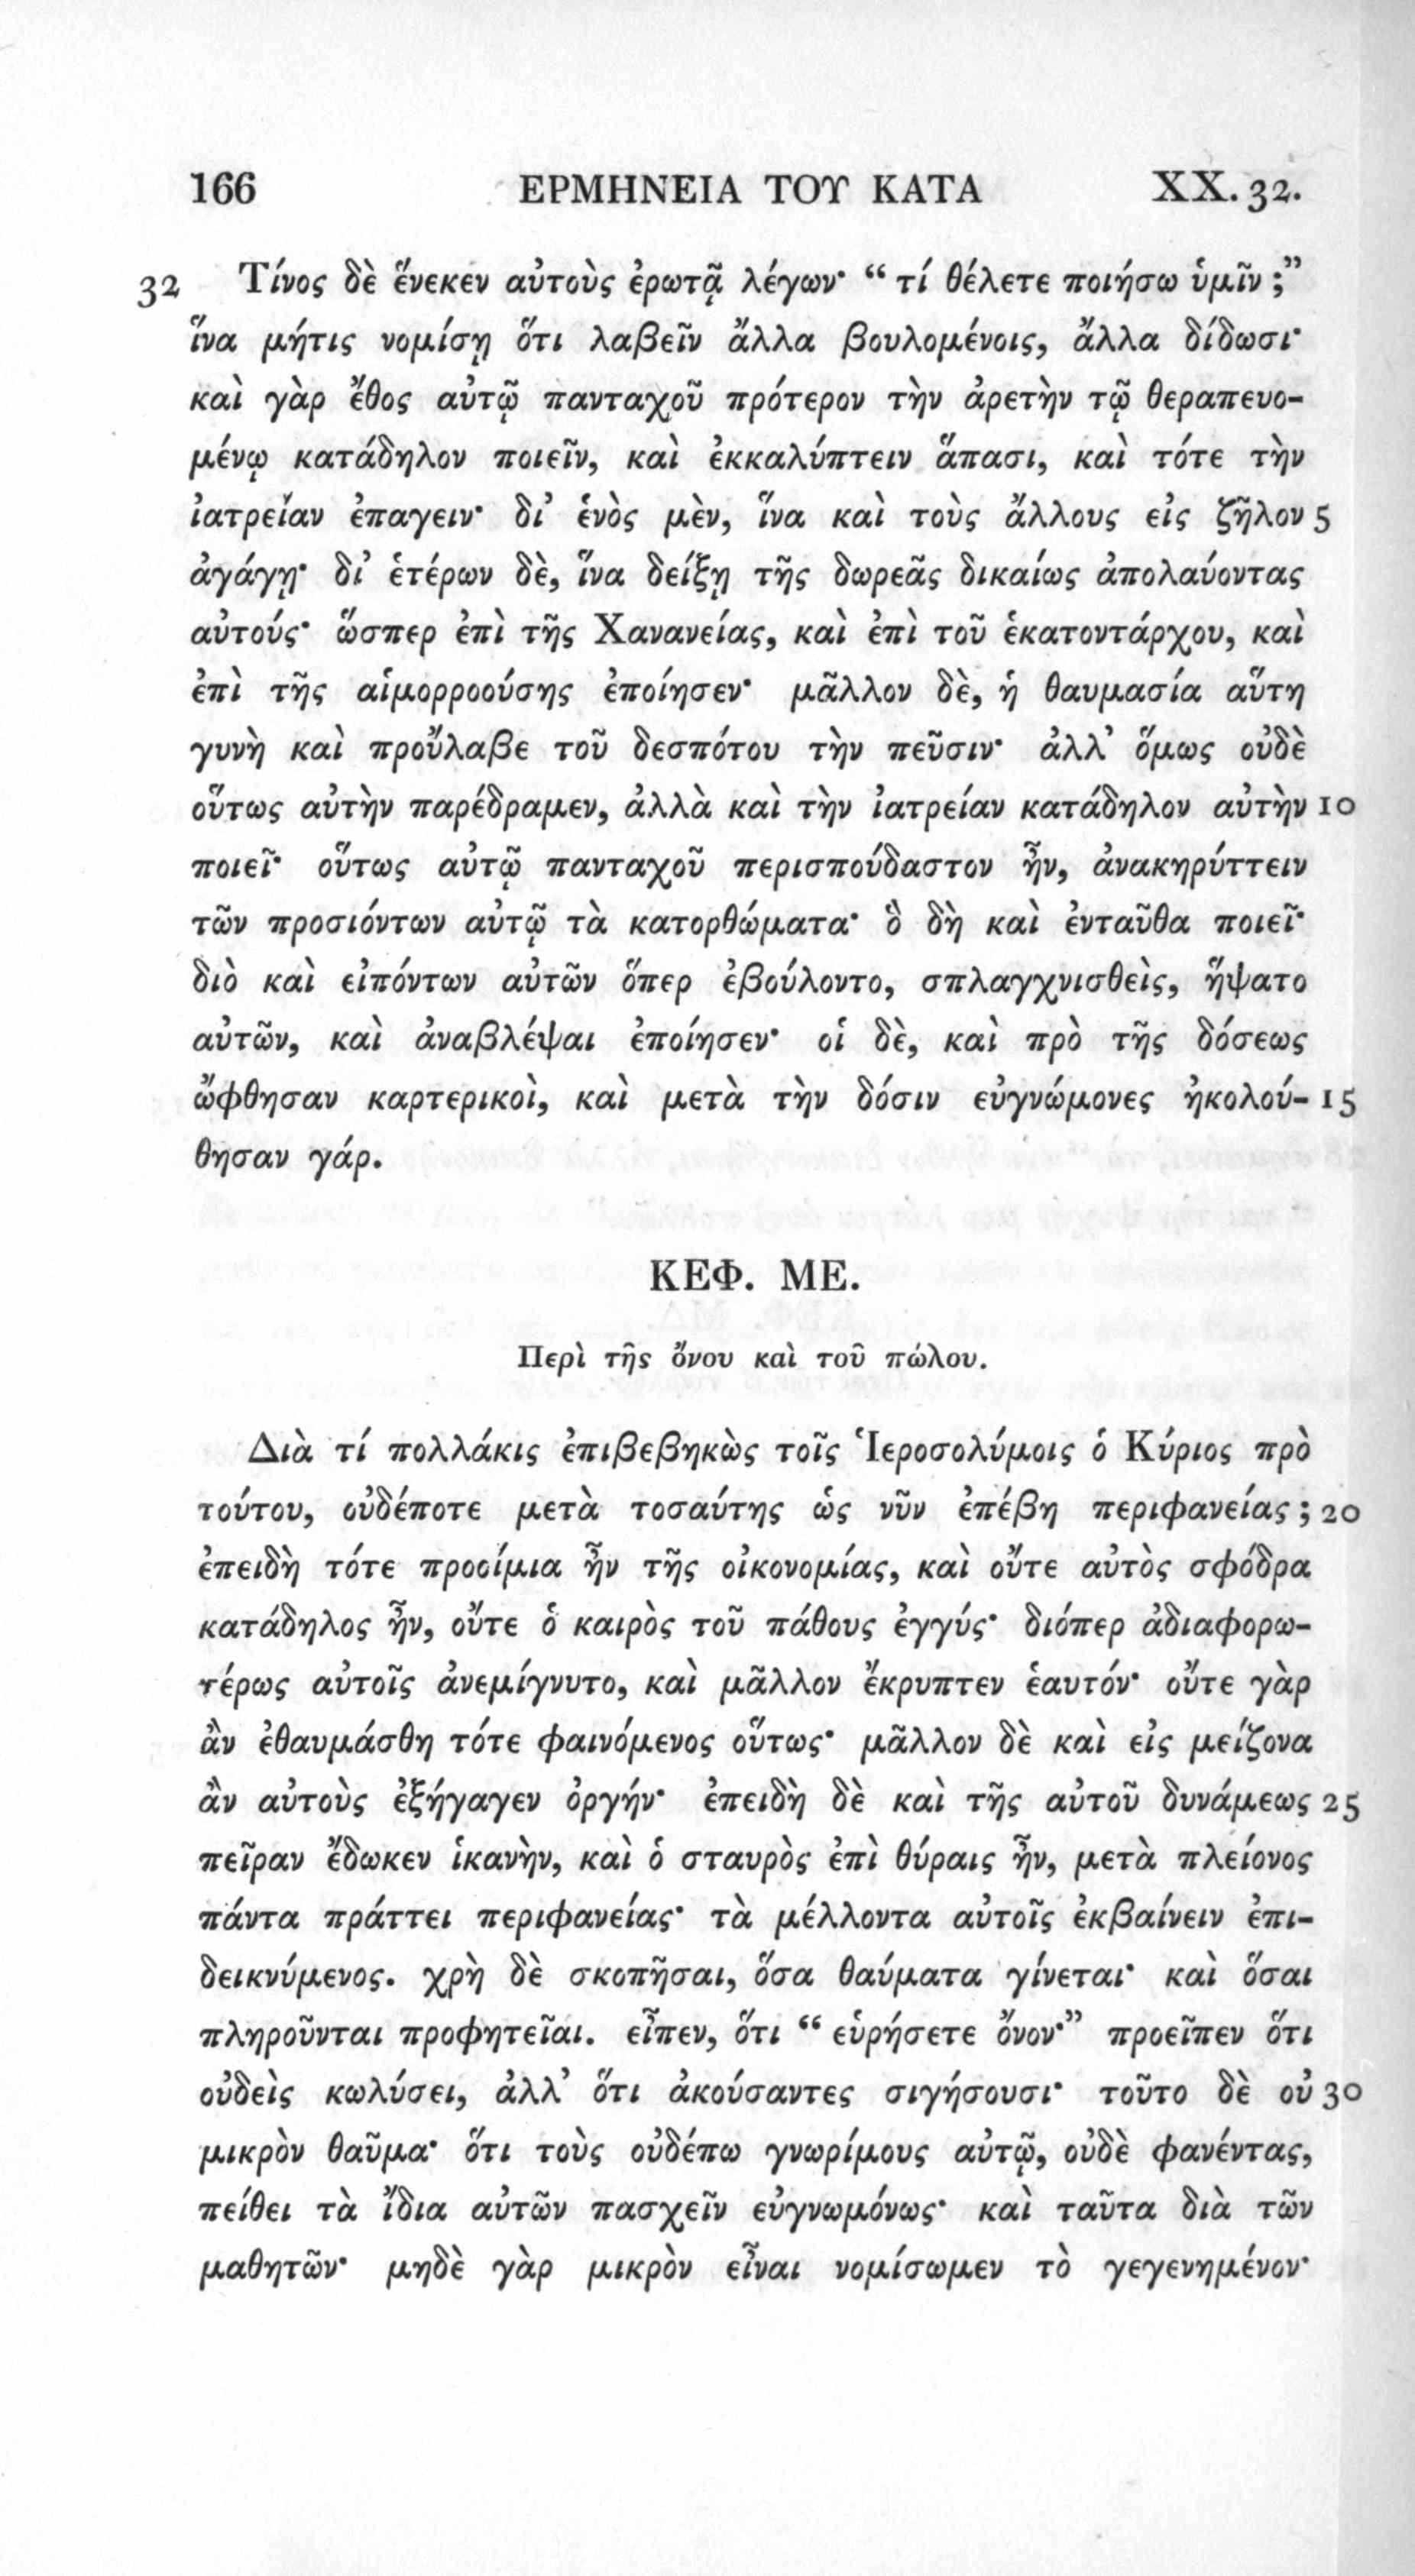 166 ΕΡΜΗΝΕΙΑ ΤΟΥ ΚΑΤΑ XX. 32.
32 Τίνος δὲ ἕνεκεν αὐτοὺς ἐρωτᾷ λέγων· “ τί θέλετε ποιήσω ὑμῖν ;”
ἵνα μήτις νομίσῃ ὅτι λαβεῖν ἄλλα βουλομένοις, ἄλλα δίδωσι·
καὶ γὰρ ἔθος αὐτῷ πανταχοῦ πρότερον τὴν ἀρετὴν τῷ θεραπευο-
μένῳ κατάδηλον ποιεῖν, καὶ ἐκκαλύπτειν ἅπασι, καὶ τότε τὴν
ἰατρείαν ἐπαγειν· δι’ ἑνὸς μὲν, ἵνα καὶ τοὺς ἄλλους εἰς ζῆλον 5
ἀγάγῃ· δι’ ἑτέρων δὲ, ἵνα δείξῃ τῆς δωρεᾶς δικαίως ἀπολαύοντας
αὐτούς· ὥσπερ ἐπὶ τῆς Χανανείας, καὶ ἐπὶ τοῦ ἑκατοντάρχου, καὶ
ἐπὶ τῆς αἱμορροούσης ἐποίησεν· μᾶλλον δὲ, ἡ θαυμασία αὕτη
γυνὴ καὶ προὔλαβε τοῦ δεσπότου τὴν πεῦσιν· ἀλλ’ ὅμως οὐδὲ
οὕτως αὐτὴν παρέδραμεν, ἀλλὰ καὶ τὴν ἰατρείαν κατάδηλον αὐτὴν 10
ποιεῖ· οὕτως αὐτῷ πανταχοῦ περισπούδαστον ἦν, ἀνακηρύττειν
τῶν προσιόντων αὐτῷ τὰ κατορθώματα· ὃ δὴ καὶ ἐνταῦθα ποιεῖ·
διὸ καὶ εἰπόντων αὐτῶν ὅπερ ἐβούλοντο, σπλαγχνισθεὶς, ἥψατο
αὐτῶν, καὶ ἀναβλέψαι ἐποίησεν· οἱ δὲ, καὶ πρὸ τῆς δόσεως
ὤφθησαν καρτερικοὶ, καὶ μετὰ τὴν δόσιν εὐγνώμονες ἠκολού- 15
θησαν γάρ.
ΚΕΦ. ΜΕ.
Περὶ τῆς ὄνου καὶ τοῦ πώλου.
Διὰ τί πολλάκις ἐπιβεβηκὼς τοῖς Ἱεροσολύμοις ὁ Κύριος πρὸ
τούτου, οὐδέποτε μετὰ τοσαύτης ὡς νῦν ἐπέβη περιφανείας ; 20
ἐπειδὴ τότε προοίμια ἦν τῆς οἰκονομίας, καὶ οὔτε αὐτὸς σφόδρα
κατάδηλος ἦν, οὔτε ὁ καιρὸς τοῦ πάθους ἐγγύς· διόπερ ἀδιαφορω-
τέρως αὐτοῖς ἀνεμίγνυτο, καὶ μᾶλλον ἔκρυπτεν ἑαυτόν· οὔτε γὰρ
ἂν ἐθαυμάσθη τότε φαινόμενος οὕτως· μᾶλλον δὲ καὶ εἰς μείζονα
ἂν αὐτοὺς ἐξήγαγεν ὀργήν· ἐπειδὴ δὲ καὶ τῆς αὐτοῦ δυνάμεως 25
πεῖραν ἔδωκεν ἱκανὴν, καὶ ὁ σταυρὸς ἐπὶ θύραις ἦν, μετὰ πλείονος
πάντα πράττει περιφανείας· τὰ μέλλοντα αὐτοῖς ἐκβαίνειν ἐπι-
δεικνύμενος. χρὴ δὲ σκοπῆσαι, ὅσα θαύματα γίνεται· καὶ ὅσαι
πληροῦνται προφητεῖαι. εἶπεν, ὅτι “ εὑρήσετε ὄνον·” προεῖπεν ὅτι
οὐδεὶς κωλύσει, ἀλλ’ ὅτι ἀκούσαντες σιγήσουσι· τοῦτο δὲ οὐ 30
μικρὸν θαῦμα· ὅτι τοὺς οὐδέπω γνωρίμους αὐτῷ, οὐδὲ φανέντας,
πείθει τὰ ἴδια αὐτῶν πασχεῖν εὐγνωμόνως· καὶ ταῦτα διὰ τῶν
μαθητῶν· μηδὲ γὰρ μικρὸν εἶναι νομίσωμεν τὸ γεγενημένον·